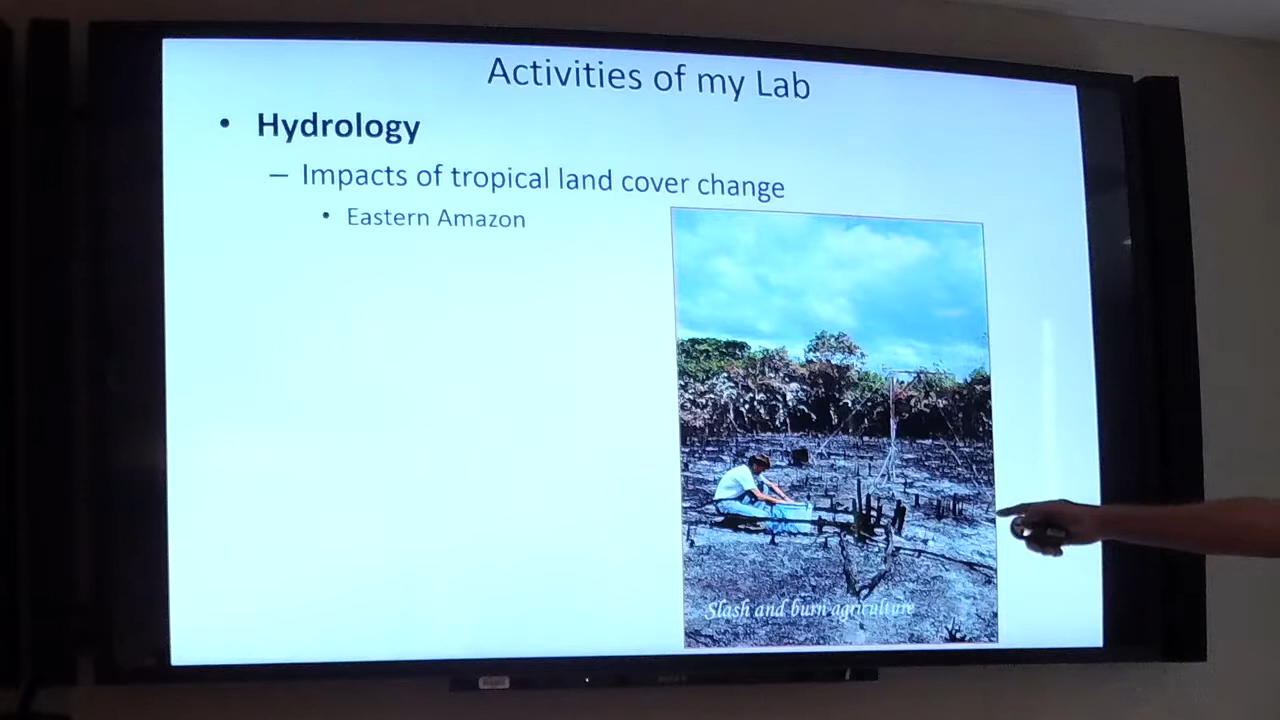 Activities of my Lab
• Hydrology
– Impacts of tropical land cover change
• Eastern Amazon
Slash and burn agriculture